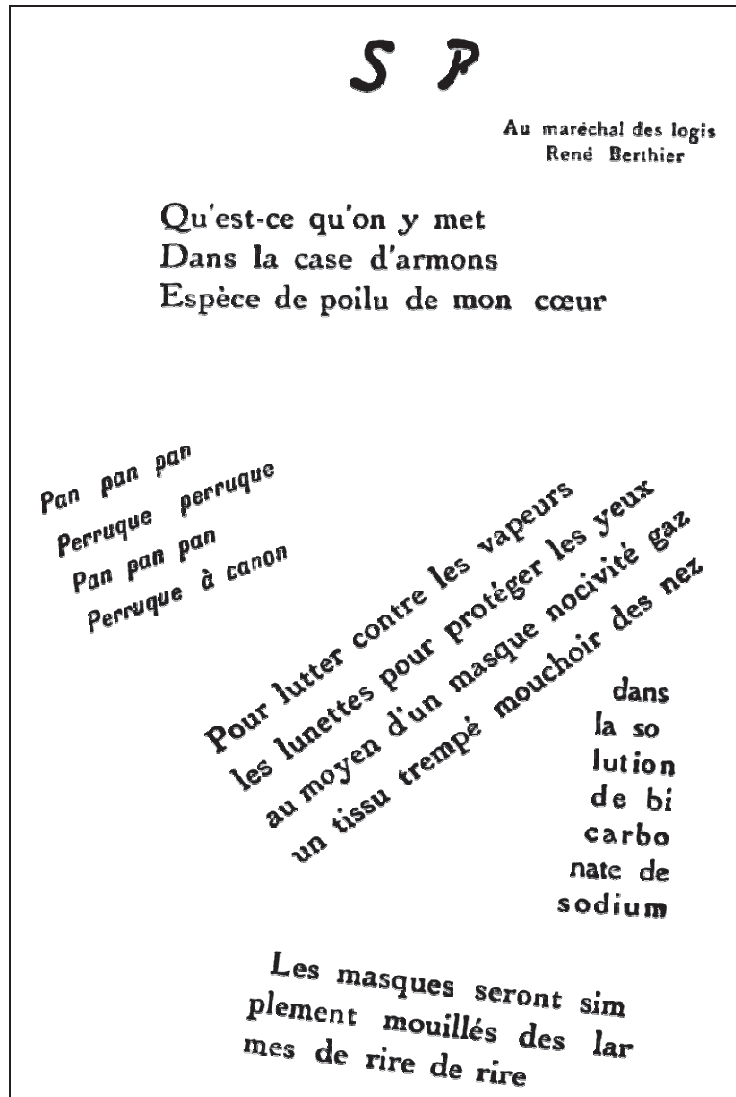 S P
Au maréchal des logis
René Berthier
Qu'est-ce qu'on y met
Dans la case d'armons
Espèce de poilu de mon cœur
Pan pan pan
Perruque perruque
Pan pan pan
Perruque à canon
Pour lutter contre les vapeurs
les lunettes pour protéger les yeux
au moyen d'un masque nocivité gaz
un tissu trempé mouchoir des nez
dans
la so
lution
de bi
carbo
nate de
sodium
Les masques seront sim
plement mouillés des lar
mes de rire de rire